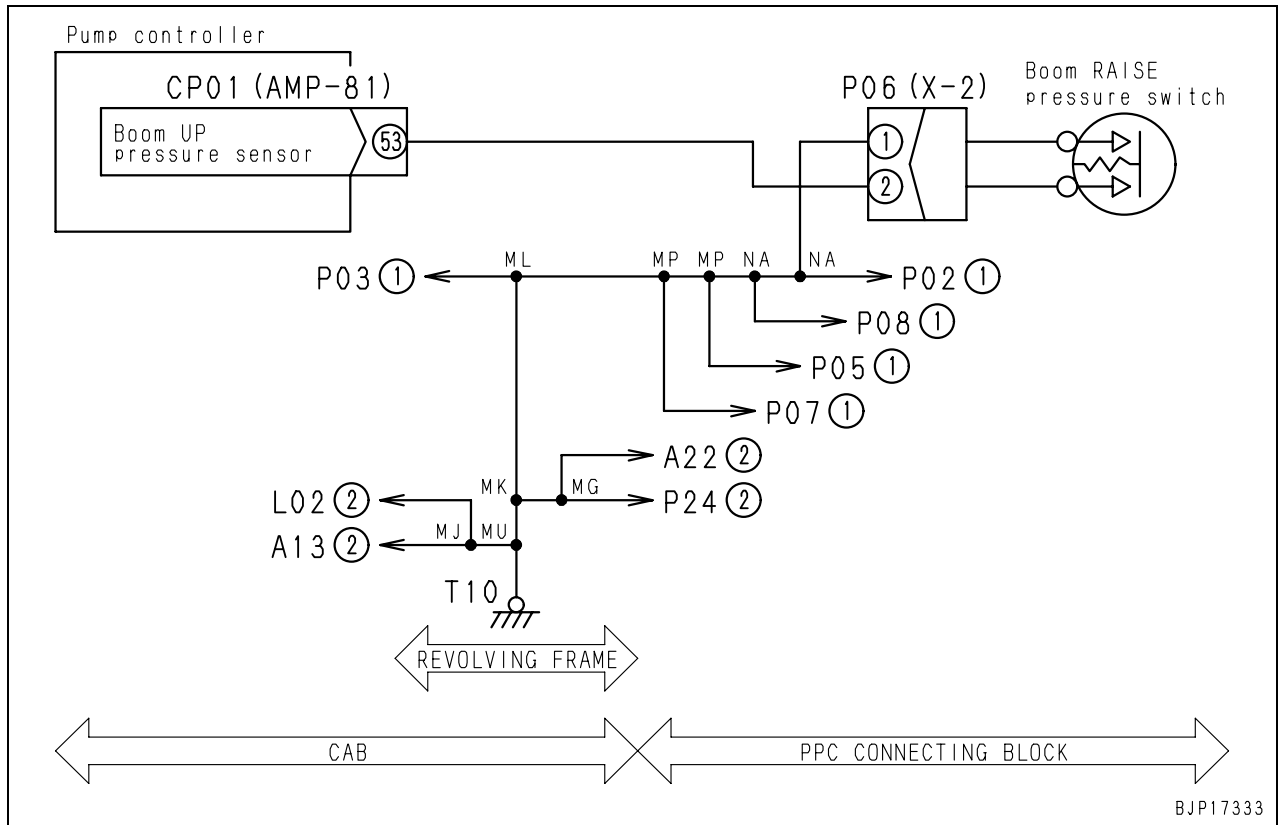 Pump controller
CP01 (AMP-81)
Boom UP
pressure sensor
53
P06 (X-2)
1
2
Boom RAISE
pressure switch
ML
MP
MP
NA
NA
P03 1
P02 1
P08 1
P05 1
P07 1
A22 2
MK
MG
L02 2
P24 2
MJ
MU
A13 2
T10
REVOLVING FRAME
CAB
PPC CONNECTING BLOCK
BJP17333